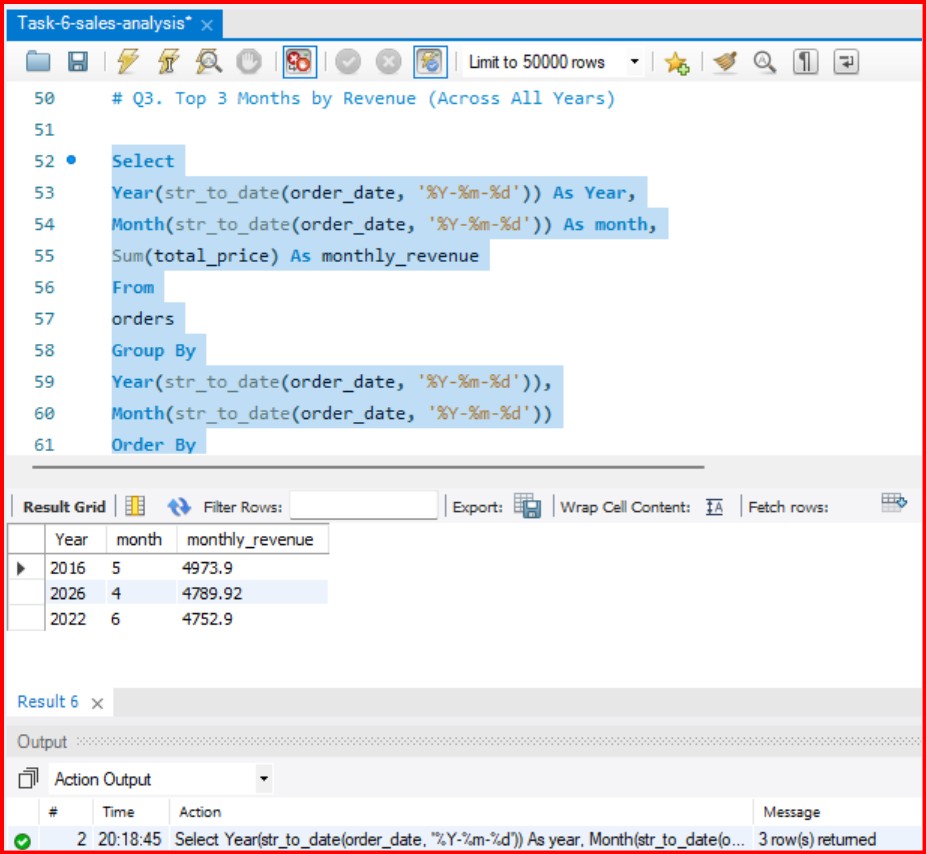 Task-6-sales-analysis*
Limit to 50000 rows
50 # Q3. Top 3 Months by Revenue (Across All Years)
51
52 Select
53 Year(str_to_date(order_date, '%Y-%m-%d')) As Year,
54 Month(str_to_date(order_date, '%Y-%m-%d')) As month,
55 Sum(total_price) As monthly_revenue
56 From
57 orders
58 Group By
59 Year(str_to_date(order_date, '%Y-%m-%d')),
60 Month(str_to_date(order_date, '%Y-%m-%d'))
61 Order By
Result Grid Filter Rows: Export: Wrap Cell Content: IA Fetch rows:
Year month monthly_revenue
2016 5 4973.9
2026 4 4789.92
2022 6 4752.9
Result 6
Output
Action Output
# Time Action Message
2 20:18:45 Select Year(str_to_date(order_date, '%Y-%m-%d')) As year, Month(str_to_date(o... 3 row(s) returned